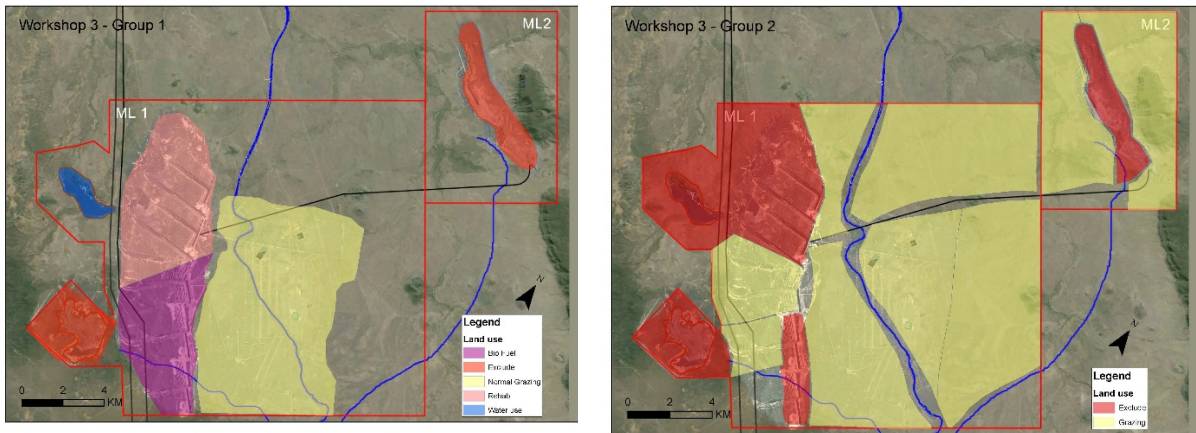 Workshop 3 - Group 1
ML2
ML 1
N
Legend
Land use
Bio Fuel
Exclude
Normal Grazing
Rehab
Water use
0 2 4
KM
Workshop 3 - Group 2
ML2
ML 1
N
Legend
Land use
Exclude
Grazing
0 2 4
KM